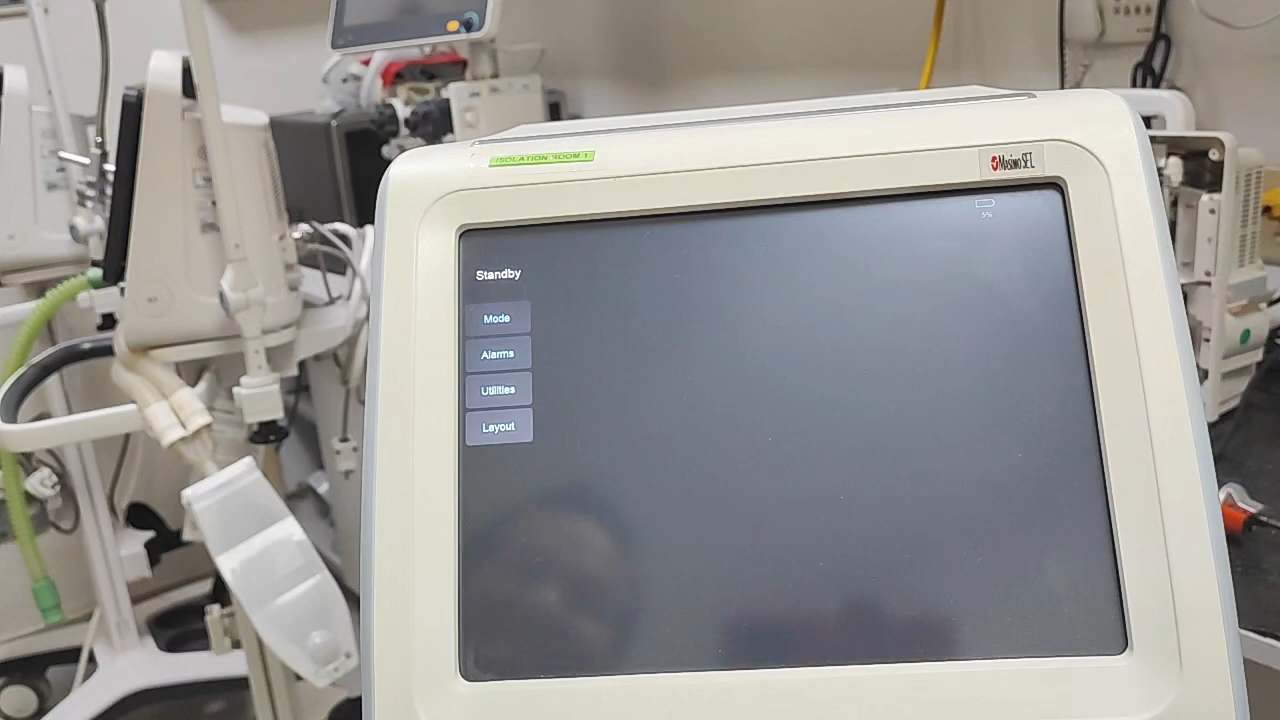 ISOLATION ROOM 1
Masimo SET
5%
Standby
Mode
Alarms
Utilities
Layout